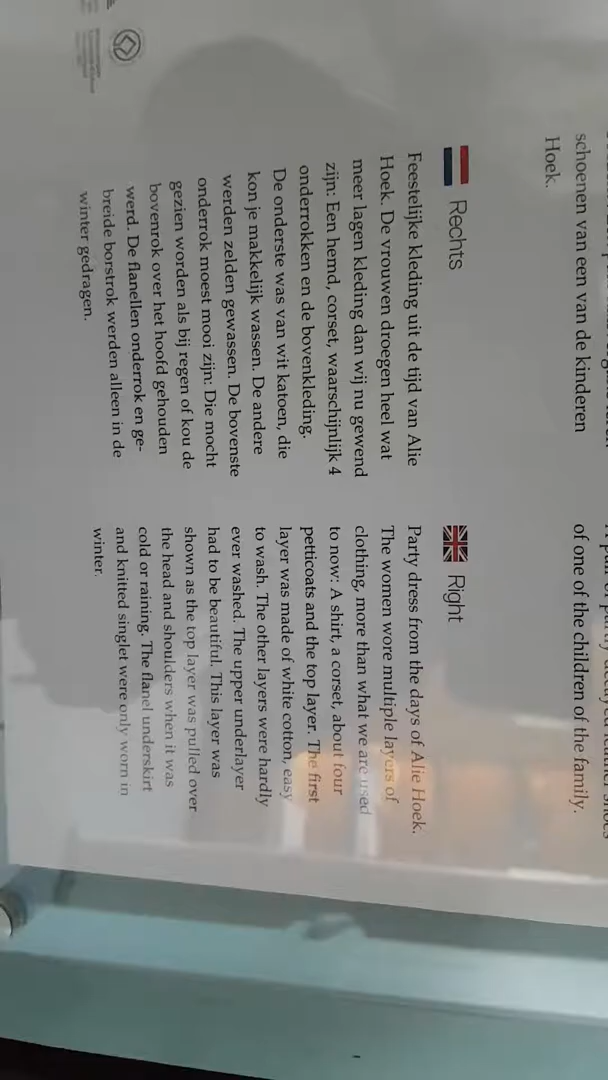 schoenen van een van de kinderen
Hoek.
of one of the children of the family.
Rechts
Feestelijke kleding uit de tijd van Alie
Hoek. De vrouwen droegen heel wat
meer lagen kleding dan wij nu gewend
zijn: Een hemd, corset, waarschijnlijk 4
onderrokken en de bovenkleding.
De onderste was van wit katoen, die
kon je makkelijk wassen. De andere
werden zelden gewassen. De bovenste
onderrok moest mooi zijn: Die mocht
gezien worden als bij regen of kou de
bovenrok over het hoofd gehouden
werd. De flanellen onderrok en ge-
breide borstrok werden alleen in de
winter gedragen.
Right
Party dress from the days of Alie Hoek.
The women wore multiple layers of
clothing, more than what we are used
to now: A shirt, a corset, about four
petticoats and the top layer. The first
layer was made of white cotton, easy
to wash. The other layers were hardly
ever washed. The upper underlayer
had to be beautiful. This layer was
shown as the top layer was pulled over
the head and shoulders when it was
cold or raining. The flanel underskirt
and knitted singlet were only worn in
winter.